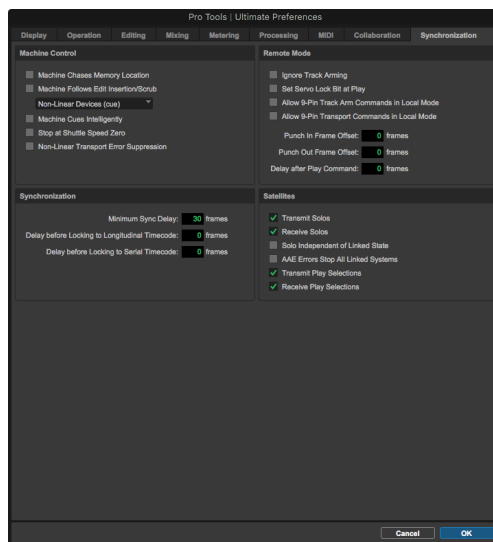 Pro Tools | Ultimate Preferences
Display Operation Editing Mixing Metering Processing MIDI Collaboration Synchronization
Machine Control
Machine Chases Memory Location
Machine Follows Edit Insertion/Scrub
Non-Linear Devices (cue)
Machine Cues Intelligently
Stop at Shuttle Speed Zero
Non-Linear Transport Error Suppression
Remote Mode
Ignore Track Arming
Set Servo Lock Bit at Play
Allow 9-Pin Track Arm Commands in Local Mode
Allow 9-Pin Transport Commands in Local Mode
Punch In Frame Offset: 0 frames
Punch Out Frame Offset: 0 frames
Delay after Play Command: 0 frames
Synchronization
Minimum Sync Delay: 30 frames
Delay before Locking to Longitudinal Timecode: 0 frames
Delay before Locking to Serial Timecode: 0 frames
Satellites
Transmit Solos
Receive Solos
Solo Independent of Linked State
AAE Errors Stop All Linked Systems
Transmit Play Selections
Receive Play Selections
Cancel OK